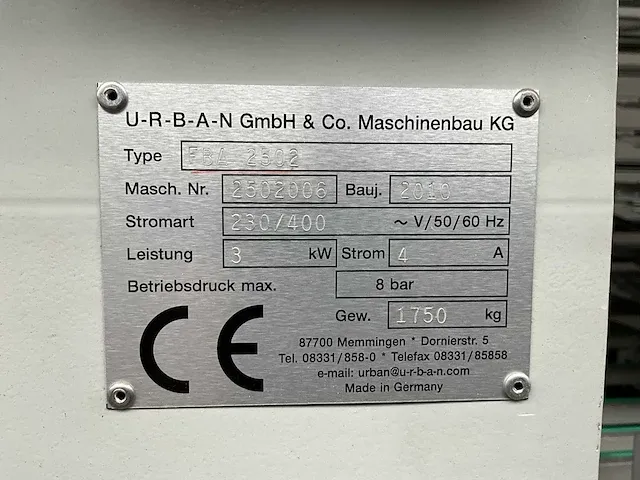 U-R-B-A-N GmbH & Co. Maschinenbau KG
Type FBA 2502
Masch. Nr. 2502006 Bauj. 2010
Stromart 230/400 ~ V/50/60 Hz
Leistung 3 kW Strom 4 A
Betriebsdruck max. 8 bar
Gew. 1750 kg
CE
87700 Memmingen * Dornierstr. 5
Tel. 08331/858-0 * Telefax 08331/85858
e-mail: urban@u-r-b-a-n.com
Made in Germany